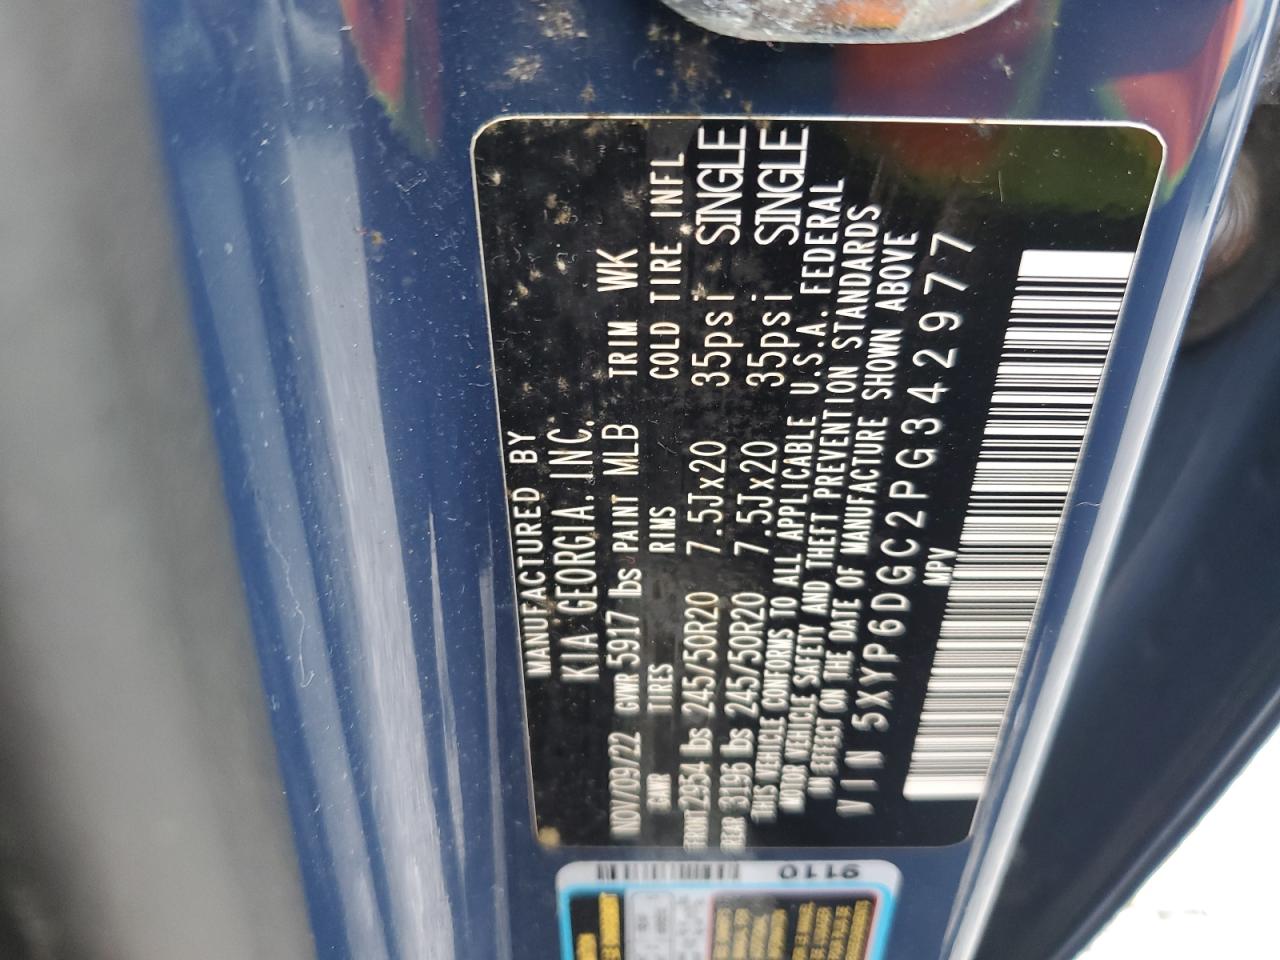 MANUFACTURED BY
KIA GEORGIA, INC.
NOV/09/22 GVWR 5917 lbs PAINT MLB TRIM WK
GAWR TIRES RIMS COLD TIRE INFL
FRONT 2954 lbs 245/50R20 7.5Jx20 35psi SINGLE
REAR 3196 lbs 245/50R20 7.5Jx20 35psi SINGLE
THIS VEHICLE CONFORMS TO ALL APPLICABLE U.S.A. FEDERAL
MOTOR VEHICLE SAFETY AND THEFT PREVENTION STANDARDS
IN EFFECT ON THE DATE OF MANUFACTURE SHOWN ABOVE
VIN 5XYP6DGC2PG342977
MPV
9110